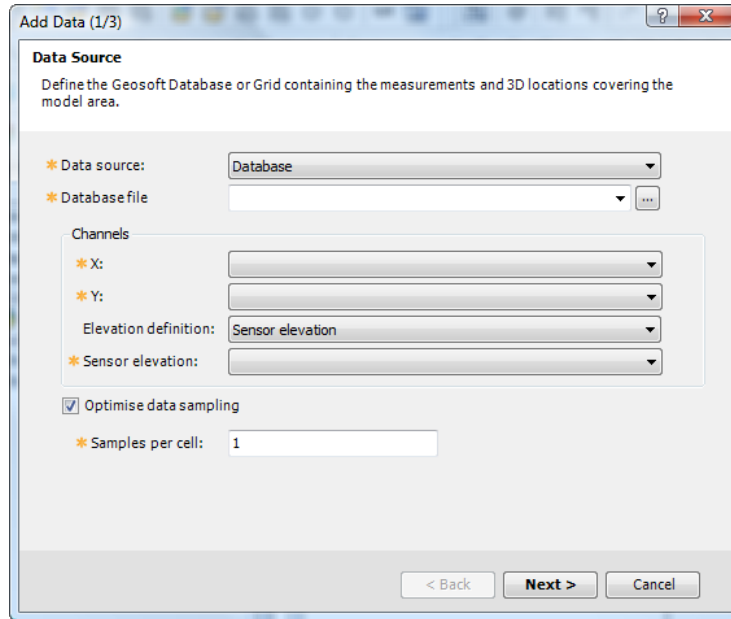 Add Data (1/3)
Data Source
Define the Geosoft Database or Grid containing the measurements and 3D locations covering the
model area.
* Data source: Database
* Database file ...
Channels
* X:
* Y:
Elevation definition: Sensor elevation
* Sensor elevation:
Optimise data sampling
* Samples per cell: 1
< Back Next > Cancel